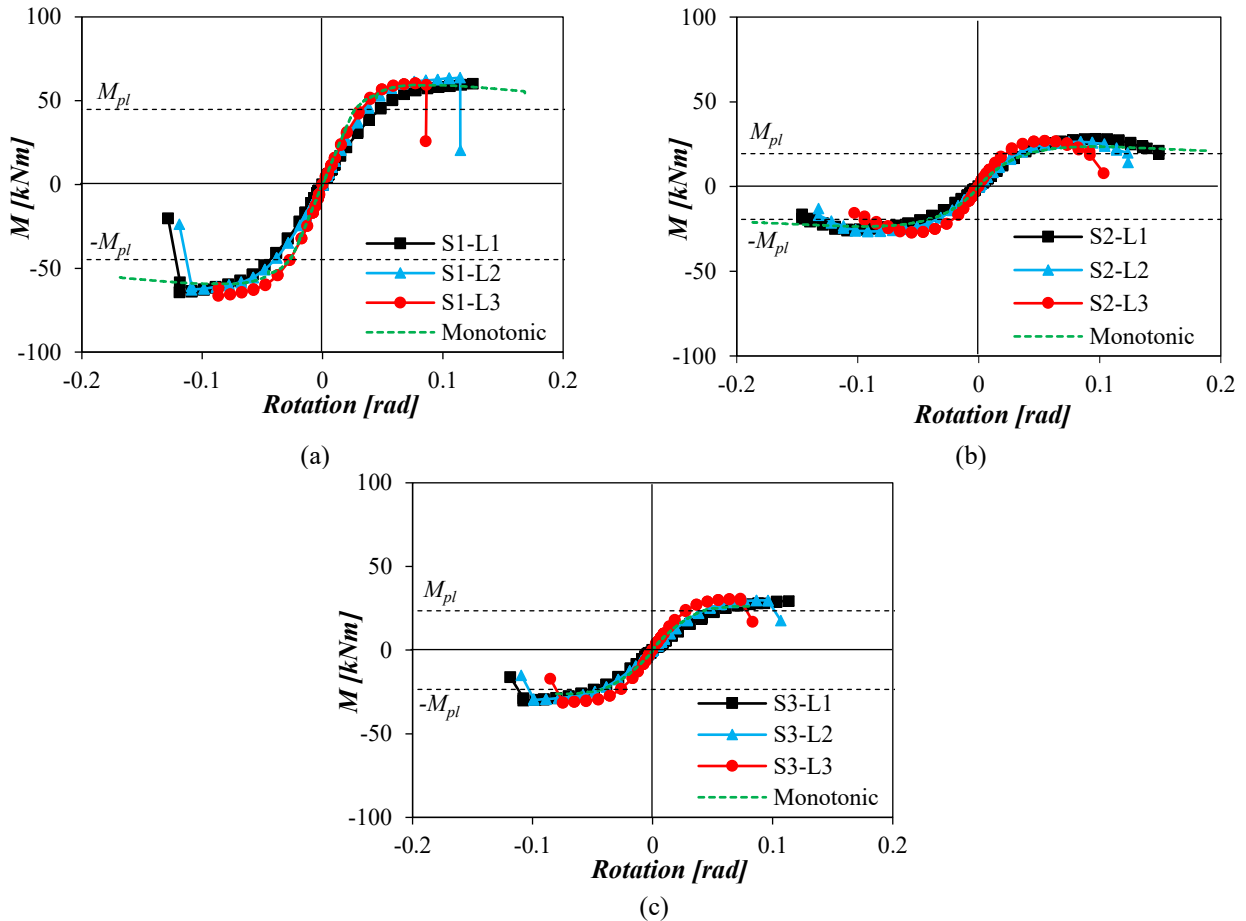 100
M_pl
50
M [kNm]
0
-M_pl
-50
-100
S1-L1
S1-L2
S1-L3
Monotonic
-0.2 -0.1 0 0.1 0.2
Rotation [rad]
(a)
100
50
M_pl
M [kNm]
0
-M_pl
-50
-100
S2-L1
S2-L2
S2-L3
Monotonic
-0.2 -0.1 0 0.1 0.2
Rotation [rad]
(b)
100
50
M_pl
M [kNm]
0
-M_pl
-50
-100
S3-L1
S3-L2
S3-L3
Monotonic
-0.2 -0.1 0 0.1 0.2
Rotation [rad]
(c)